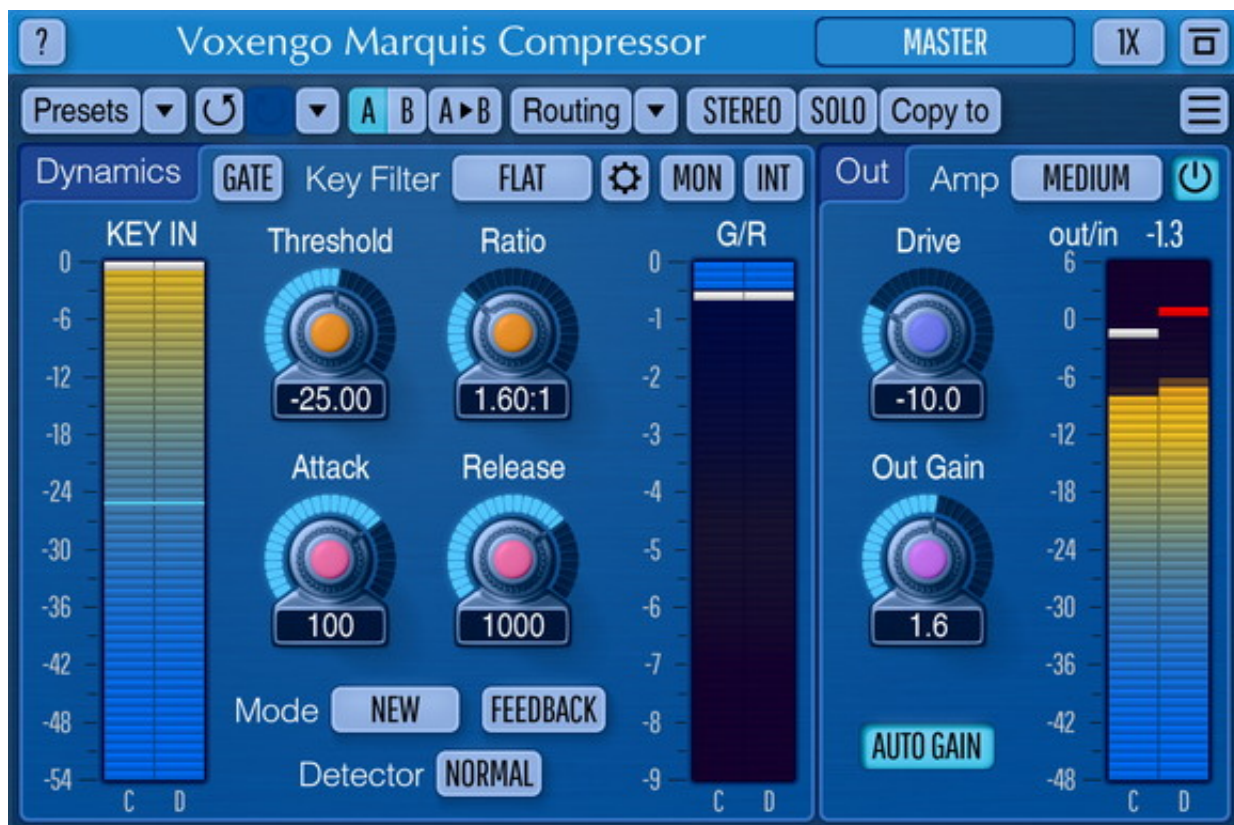 ? Voxengo Marquis Compressor MASTER 1X
Presets A B A▸B Routing STEREO SOLO Copy to
Dynamics GATE Key Filter FLAT MON INT Out Amp MEDIUM
KEY IN Threshold Ratio G/R Drive out/in -1.3
0
-6
-12
-18
-24
-30
-36
-42
-48
-54
C D
-25.00 1.60:1
Attack Release
100 1000
Mode NEW FEEDBACK
Detector NORMAL
0
-1
-2
-3
-4
-5
-6
-7
-8
-9
C D
-10.0
Out Gain
1.6
AUTO GAIN
6
0
-6
-12
-18
-24
-30
-36
-42
-48
C D